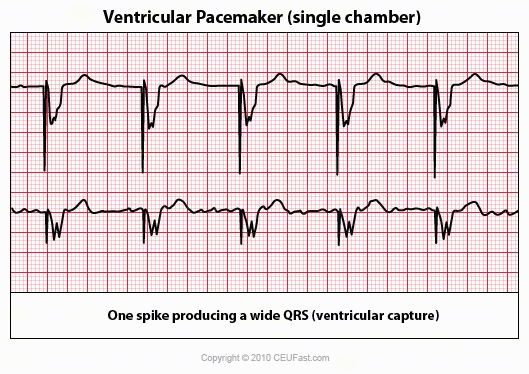 Ventricular Pacemaker (single chamber)
One spike producing a wide QRS (ventricular capture)
Copyright © 2010 CEUFast.com